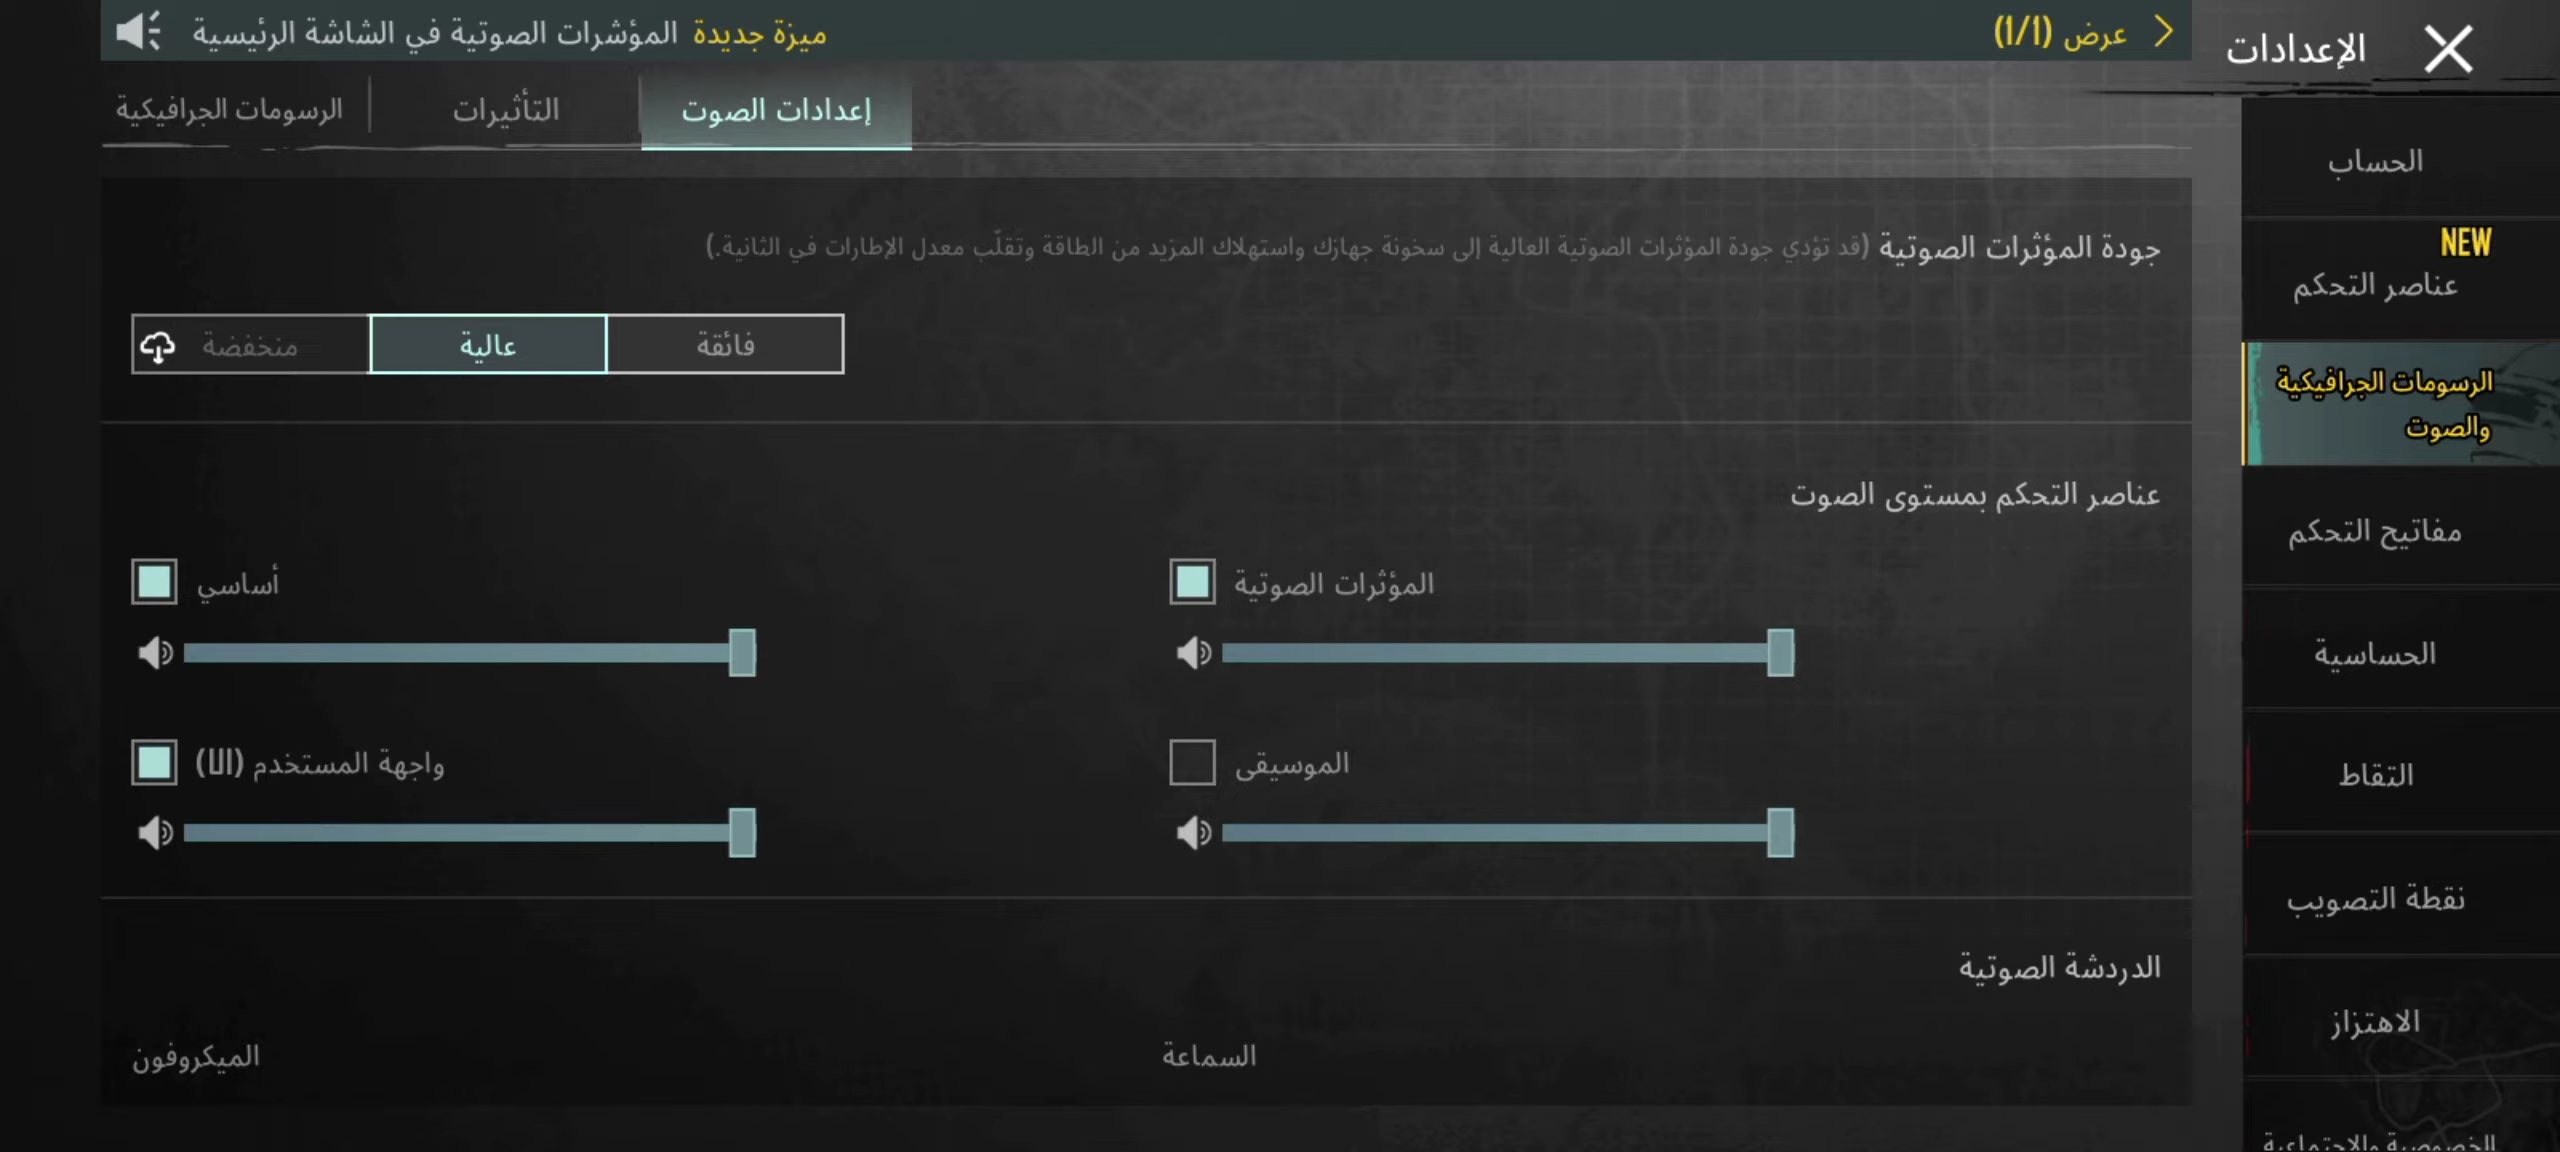 الإعدادات
ميزة جديدة المؤشرات الصوتية في الشاشة الرئيسية
عرض (1/1)
الرسومات الجرافيكية
التأثيرات
إعدادات الصوت
جودة المؤثرات الصوتية (قد تؤدي جودة المؤثرات الصوتية العالية إلى سخونة جهازك واستهلاك المزيد من الطاقة وتقلّب معدل الإطارات في الثانية.)
منخفضة
عالية
فائقة
عناصر التحكم بمستوى الصوت
المؤثرات الصوتية
أساسي
الموسيقى
واجهة المستخدم (UI)
الدردشة الصوتية
السماعة
الميكروفون
الحساب
NEW
عناصر التحكم
الرسومات الجرافيكية
والصوت
مفاتيح التحكم
الحساسية
التقاط
نقطة التصويب
الاهتزاز
الخصوصية والاجتماعية